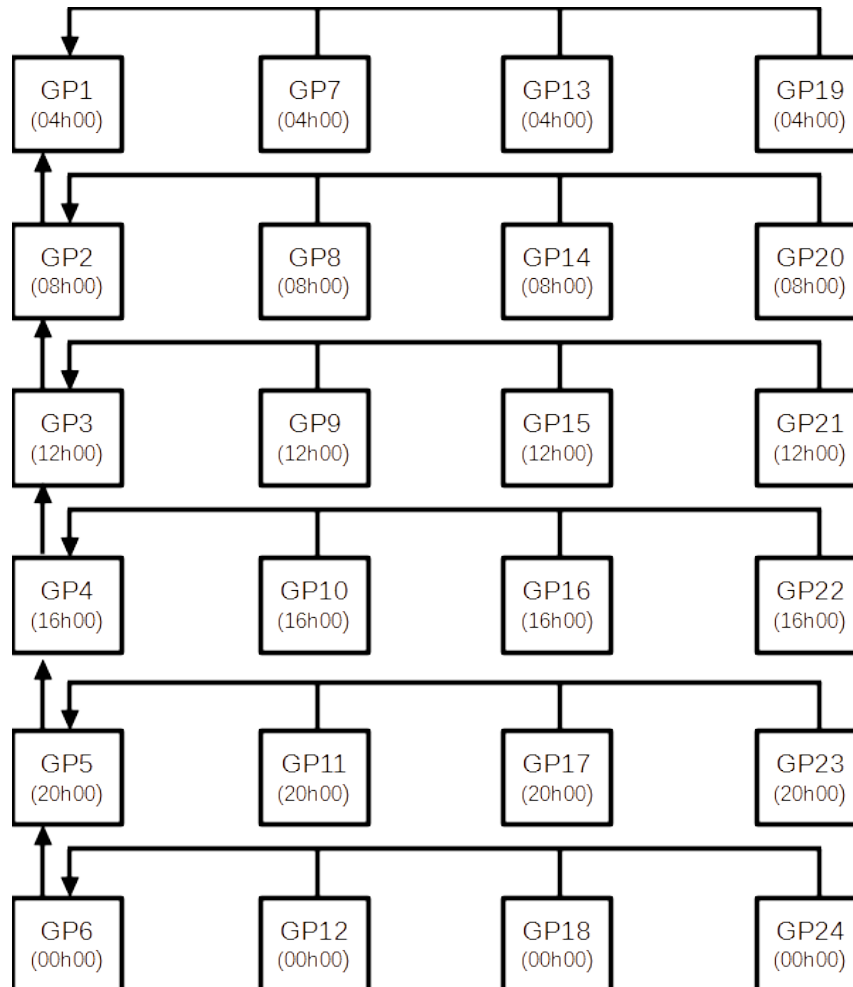 GP1
(04h00)
GP7
(04h00)
GP13
(04h00)
GP19
(04h00)
GP2
(08h00)
GP8
(08h00)
GP14
(08h00)
GP20
(08h00)
GP3
(12h00)
GP9
(12h00)
GP15
(12h00)
GP21
(12h00)
GP4
(16h00)
GP10
(16h00)
GP16
(16h00)
GP22
(16h00)
GP5
(20h00)
GP11
(20h00)
GP17
(20h00)
GP23
(20h00)
GP6
(00h00)
GP12
(00h00)
GP18
(00h00)
GP24
(00h00)